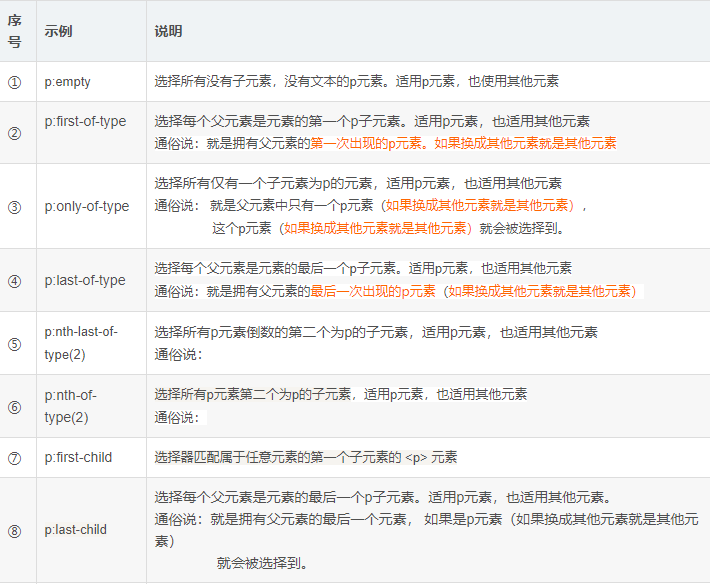 序号 示例 说明
① p:empty 选择所有没有子元素，没有文本的p元素。适用p元素，也使用其他元素
② p:first-of-type 选择每个父元素是元素的第一个p子元素。适用p元素，也适用其他元素
通俗说：就是拥有父元素的第一次出现的p元素。如果换成其他元素就是其他元素
③ p:only-of-type 选择所有仅有一个子元素为p的元素，适用p元素，也适用其他元素
通俗说： 就是父元素中只有一个p元素（如果换成其他元素就是其他元素），
这个p元素（如果换成其他元素就是其他元素）就会被选择到。
④ p:last-of-type 选择每个父元素是元素的最后一个p子元素。适用p元素，也适用其他元素
通俗说：就是拥有父元素的最后一次出现的p元素（如果换成其他元素就是其他元素）
⑤ p:nth-last-of-type(2) 选择所有p元素倒数的第二个为p的子元素，适用p元素，也适用其他元素
通俗说：
⑥ p:nth-of-type(2) 选择所有p元素第二个为p的子元素，适用p元素，也适用其他元素
通俗说：
⑦ p:first-child 选择器匹配属于任意元素的第一个子元素的 <p> 元素
⑧ p:last-child 选择每个父元素是元素的最后一个p子元素。适用p元素，也适用其他元素。
通俗说：就是拥有父元素的最后一个元素， 如果是p元素（如果换成其他元素就是其他元
素）
就会被选择到。